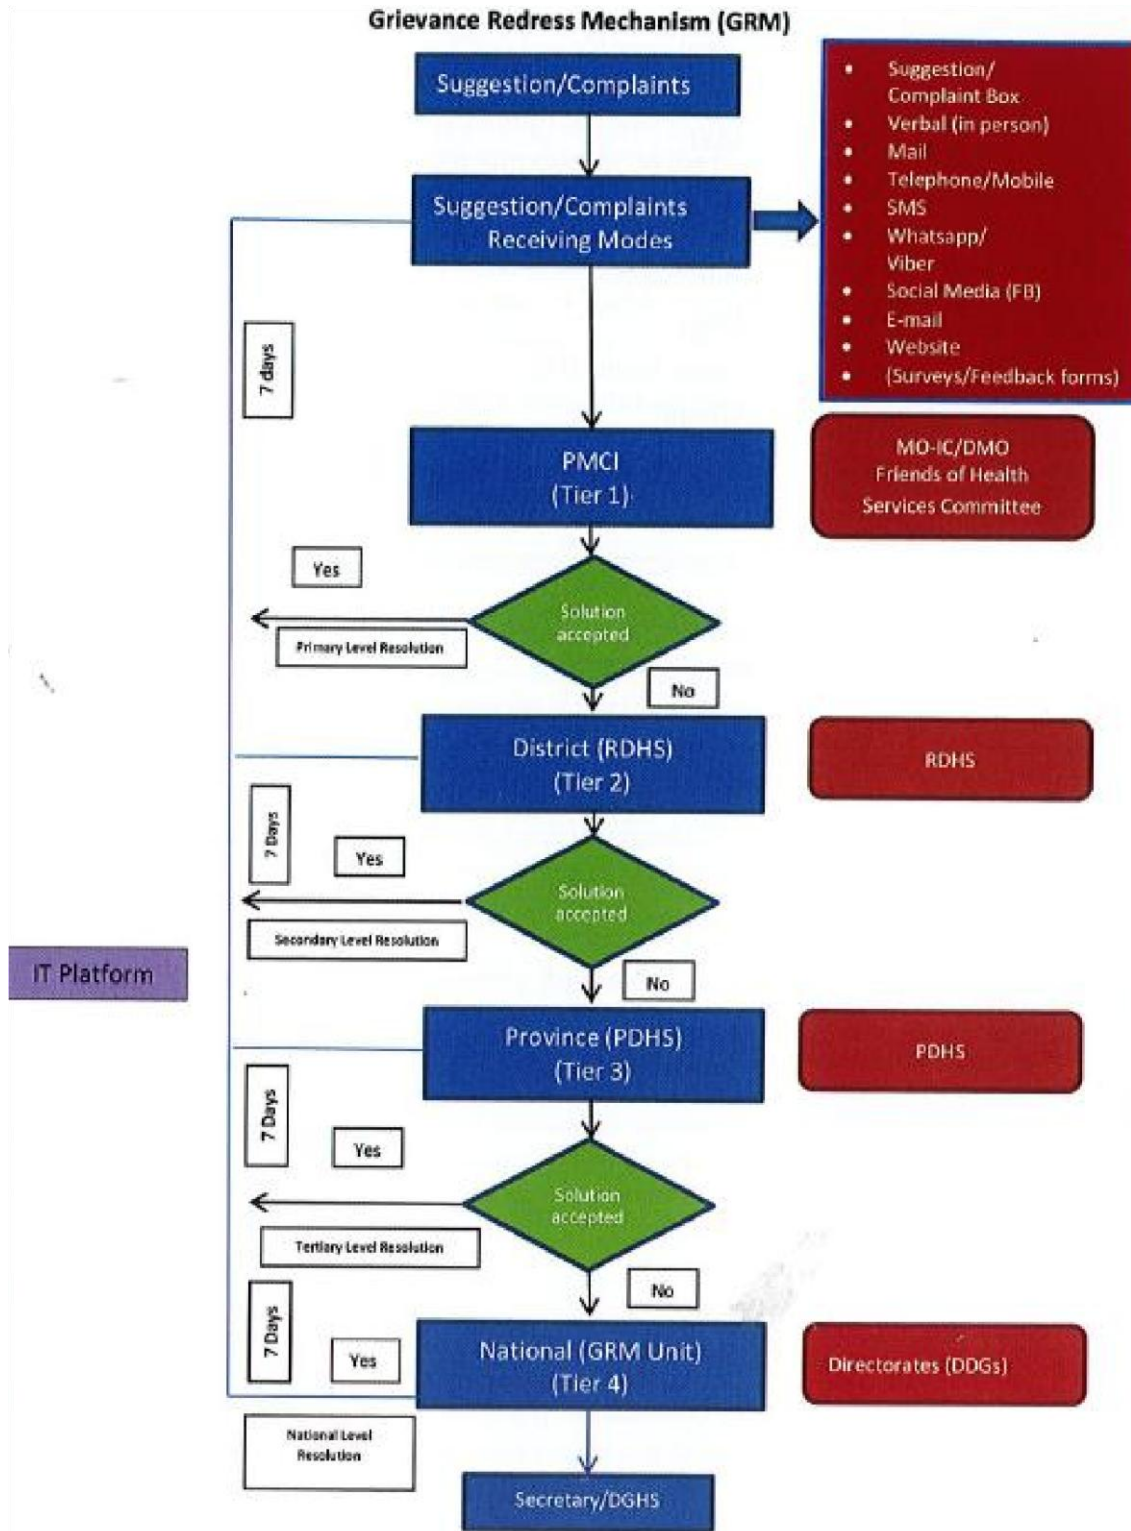 Grievance Redress Mechanism (GRM)
Suggestion/Complaints
Suggestion/Complaints
Receiving Modes
• Suggestion/
Complaint Box
• Verbal (in person)
• Mail
• Telephone/Mobile
• SMS
• Whatsapp/
Viber
• Social Media (FB)
• E-mail
• Website
• (Surveys/Feedback forms)
7 days
PMCI
(Tier 1)
MO-IC/DMO
Friends of Health
Services Committee
Yes
Solution
accepted
Primary Level Resolution
No
District (RDHS)
(Tier 2)
RDHS
7 Days
Yes
Solution
accepted
Secondary Level Resolution
IT Platform
No
Province (PDHS)
(Tier 3)
PDHS
7 Days
Yes
Solution
accepted
Tertiary Level Resolution
No
7 Days
Yes
National (GRM Unit)
(Tier 4)
Directorates (DDGs)
National Level
Resolution
Secretary/DGHS